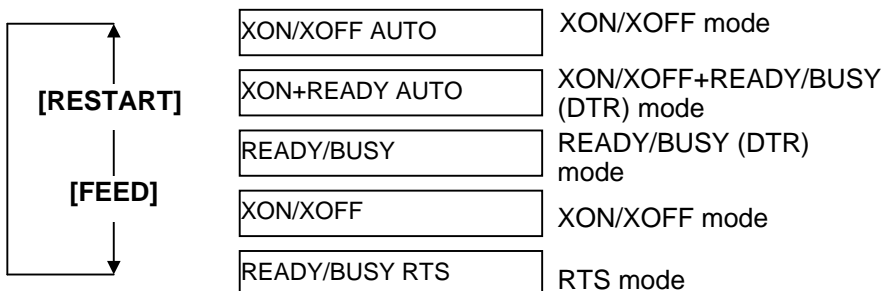 XON/XOFF AUTO XON/XOFF mode
[RESTART] XON+READY AUTO XON/XOFF+READY/BUSY
(DTR) mode
READY/BUSY READY/BUSY (DTR)
mode
[FEED]
XON/XOFF XON/XOFF mode
READY/BUSY RTS RTS mode